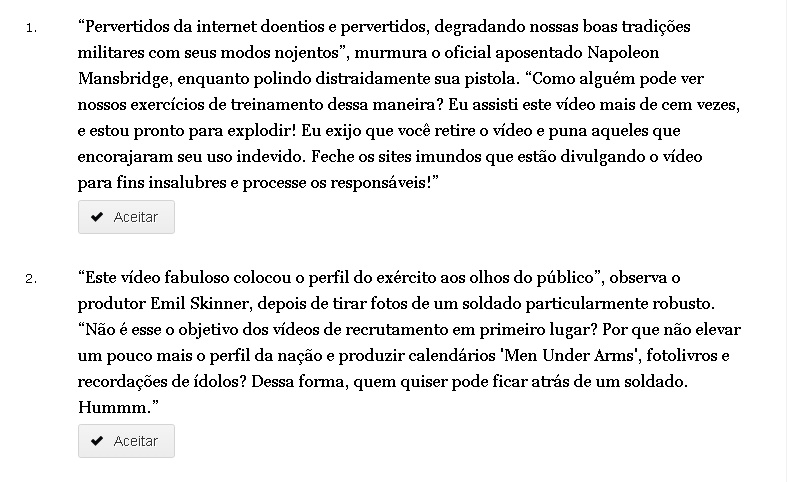 1. “Pervertidos da internet doentios e pervertidos, degradando nossas boas tradições
militares com seus modos nojentos”, murmura o oficial aposentado Napoleon
Mansbridge, enquanto polindo distraidamente sua pistola. “Como alguém pode ver
nossos exercícios de treinamento dessa maneira? Eu assisti este vídeo mais de cem vezes,
e estou pronto para explodir! Eu exijo que você retire o vídeo e puna aqueles que
encorajaram seu uso indevido. Feche os sites imundos que estão divulgando o vídeo
para fins insalubres e processe os responsáveis!”
Aceitar
2. “Este vídeo fabuloso colocou o perfil do exército aos olhos do público”, observa o
produtor Emil Skinner, depois de tirar fotos de um soldado particularmente robusto.
“Não é esse o objetivo dos vídeos de recrutamento em primeiro lugar? Por que não elevar
um pouco mais o perfil da nação e produzir calendários 'Men Under Arms', fotolivros e
recordações de ídolos? Dessa forma, quem quiser pode ficar atrás de um soldado.
Hummm.”
Aceitar